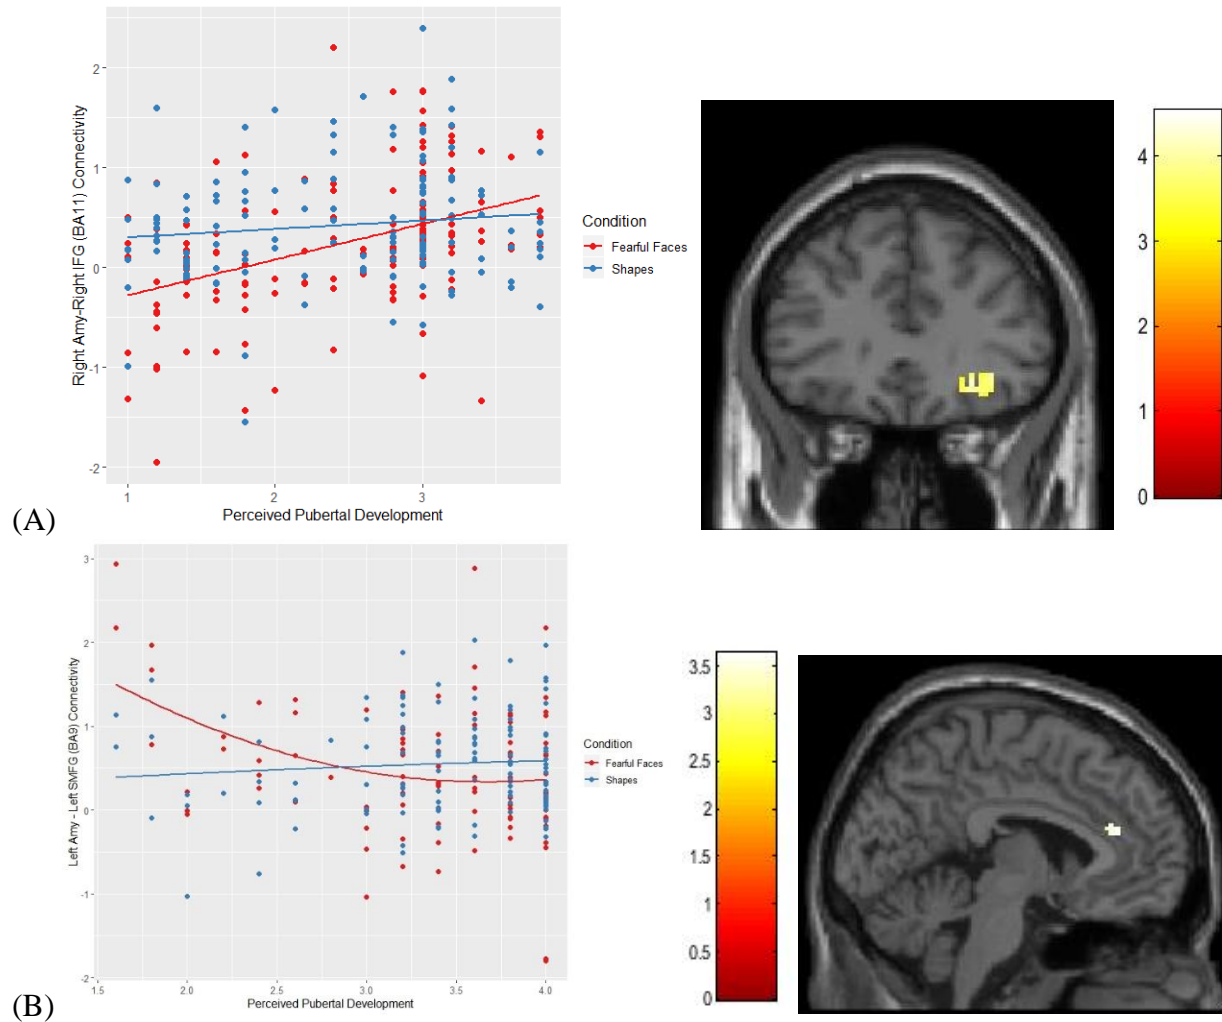 2
1
0
-1
-2
Right Amy-Right IFG (BA11) Connectivity
1
2
3
Perceived Pubertal Development
Condition
Fearful Faces
Shapes
4
3
2
1
0
(A)
3
2
1
0
-1
-2
Left Amy - Left SMFG (BA9) Connectivity
1.5
2.0
2.5
3.0
3.5
4.0
Perceived Pubertal Development
Condition
Fearful Faces
Shapes
3.5
3
2.5
2
1.5
1
0.5
0
(B)